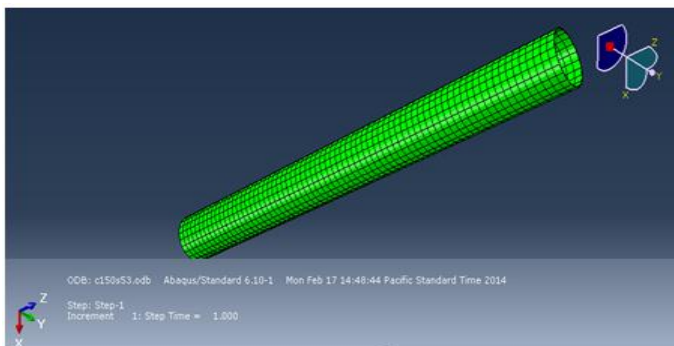 Z
Y
X
ODB: c150s53.odb Abaqus/Standard 6.10-1 Mon Feb 17 14:48:44 Pacific Standard Time 2014
Step: Step-1
Increment 1: Step Time = 1.000
Z
Y
X